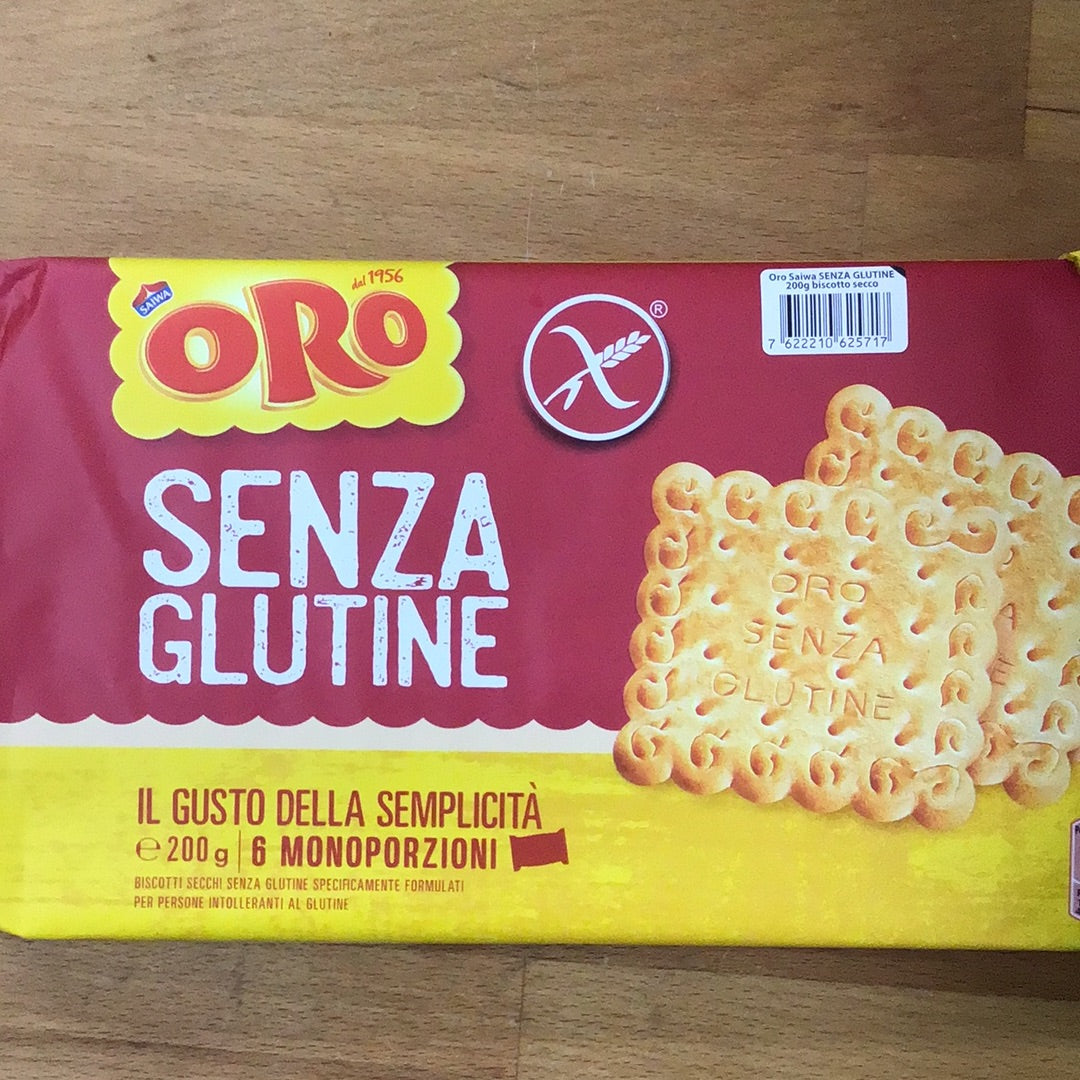 SAIWA
ORO
dal 1956
®
Oro Saiwa SENZA GLUTINE
200g biscotto secco
7 622210 625717
SENZA
GLUTINE
ORO
SENZA
GLUTINE
IL GUSTO DELLA SEMPLICITÀ
℮ 200 g | 6 MONOPORZIONI
BISCOTTI SECCHI SENZA GLUTINE SPECIFICAMENTE FORMULATI
PER PERSONE INTOLLERANTI AL GLUTINE